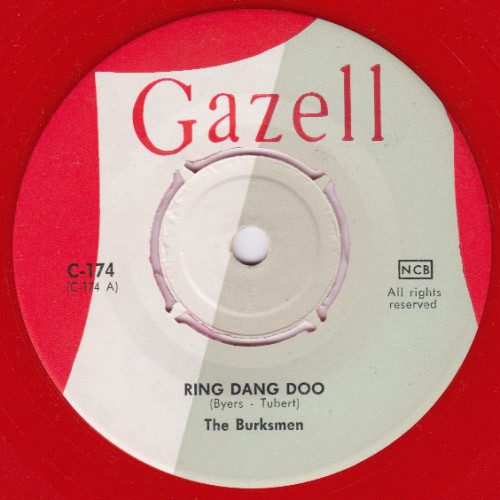 Gazell
C-174
(C-174 A)
NCB
All rights
reserved
RING DANG DOO
(Byers - Tubert)
The Burksmen